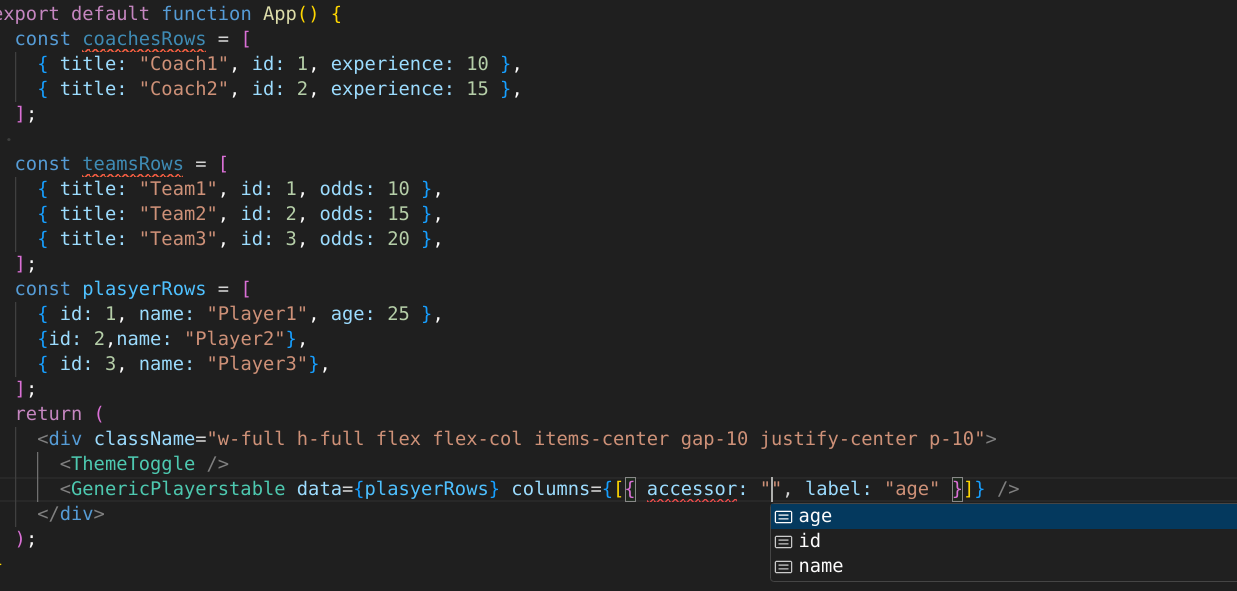 export default function App() {
const coachesRows = [
{ title: "Coach1", id: 1, experience: 10 },
{ title: "Coach2", id: 2, experience: 15 },
];
const teamsRows = [
{ title: "Team1", id: 1, odds: 10 },
{ title: "Team2", id: 2, odds: 15 },
{ title: "Team3", id: 3, odds: 20 },
];
const plasyerRows = [
{ id: 1, name: "Player1", age: 25 },
{id: 2,name: "Player2"},
{ id: 3, name: "Player3"},
];
return (
<div className="w-full h-full flex flex-col items-center gap-10 justify-center p-10">
<ThemeToggle />
<GenericPlayerstable data={plasyerRows} columns={[{ accessor: "", label: "age" }]} />
</div>
age
id
);
name